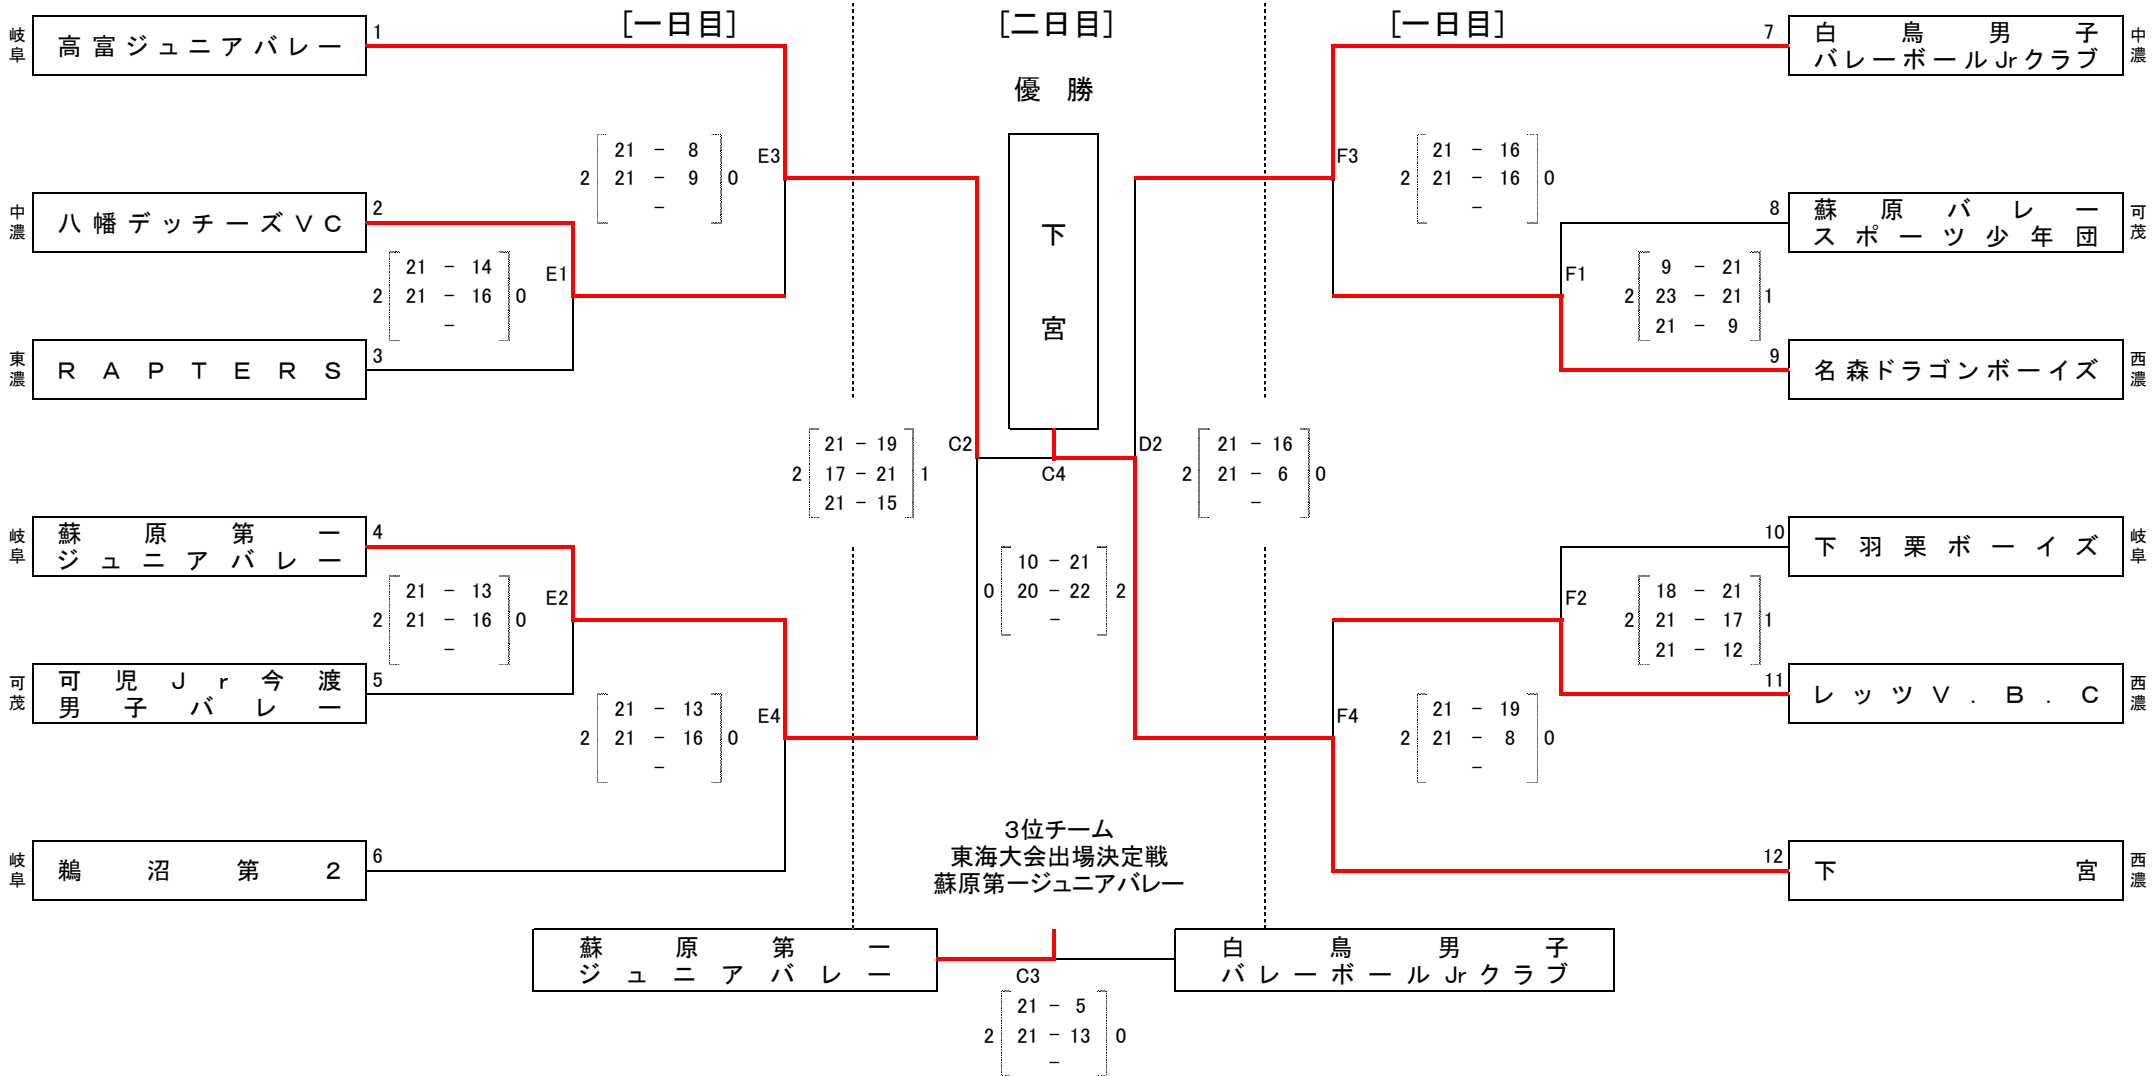 [一日目]
[二日目]
[一日目]
優 勝
下
宮
岐阜
高富ジュニアバレー
1
2 [ 21 - 8
21 - 9
- ] 0
E3
中濃
八幡デッチーズVC
2
2 [ 21 - 14
21 - 16
- ] 0
E1
東濃
RAPTERS
3
2 [ 21 - 19
17 - 21
21 - 15 ] 1
C2
岐阜
蘇原第一
ジュニアバレー
4
2 [ 21 - 13
21 - 16
- ] 0
E2
可茂
可児Jr今渡
男子バレー
5
2 [ 21 - 13
21 - 16
- ] 0
E4
岐阜
鵜沼第2
6
C4
0 [ 10 - 21
20 - 22
- ] 2
7
白鳥男子
バレーボールJrクラブ
中濃
F3
2 [ 21 - 16
21 - 16
- ] 0
8
蘇原バレー
スポーツ少年団
可茂
F1
2 [ 9 - 21
23 - 21
21 - 9 ] 1
9
名森ドラゴンボーイズ
西濃
D2
2 [ 21 - 16
21 - 6
- ] 0
10
下羽栗ボーイズ
岐阜
F2
2 [ 18 - 21
21 - 17
21 - 12 ] 1
11
レッツV.B.C
西濃
F4
2 [ 21 - 19
21 - 8
- ] 0
12
下宮
西濃
3位チーム
東海大会出場決定戦
蘇原第一ジュニアバレー
蘇原第一
ジュニアバレー
白鳥男子
バレーボールJrクラブ
C3
2 [ 21 - 5
21 - 13
- ] 0